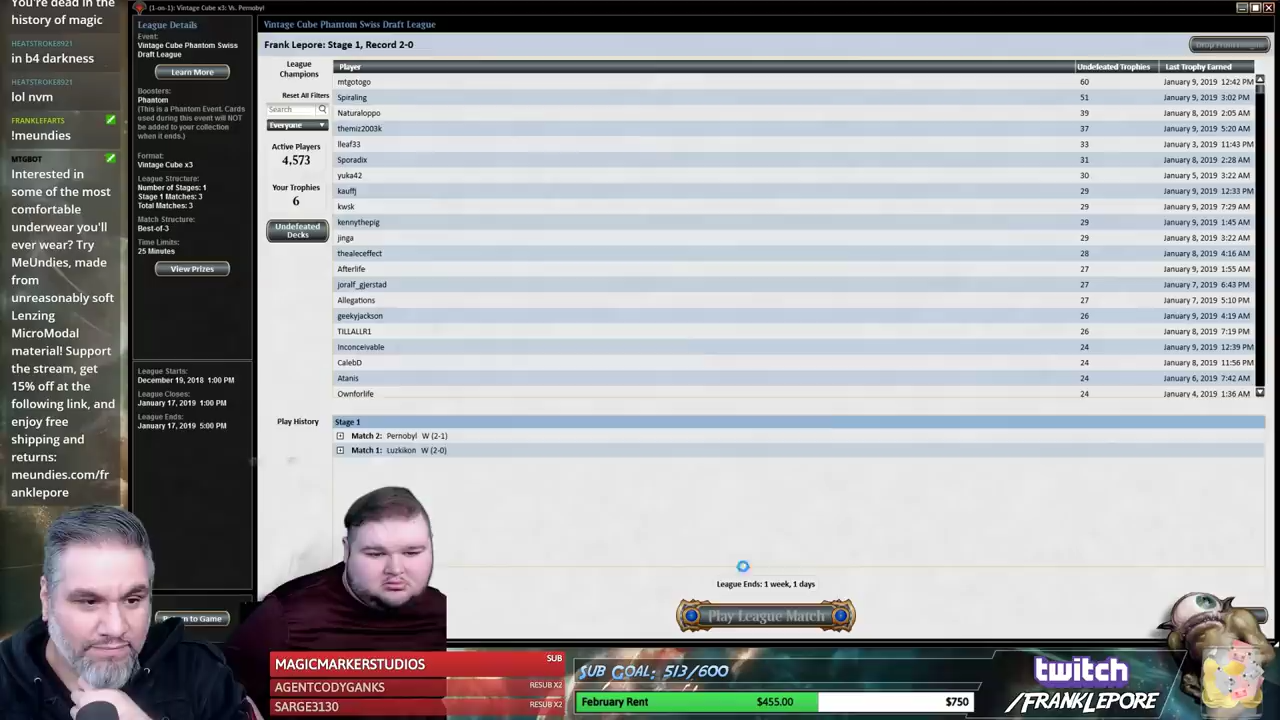 You're dead in the
history of magic
HEATSTROKE8921
in b4 darkness
HEATSTROKE8921
lol nvm
FRANKLEFARTS
!meundies
MTGBOT
Interested in
some of the most
comfortable
underwear you'll
ever wear? Try
MeUndies, made
from
unreasonably soft
Lenzing
MicroModal
material! Support
the stream, get
15% off at the
following link, and
enjoy free
shipping and
returns:
meundies.com/fr
anklepore
(1-on-1): Vintage Cube x3: Vs. Pernobyl
League Details
Event:
Vintage Cube Phantom Swiss
Draft League
Learn More
Boosters:
Phantom
(This is a Phantom Event. Cards
used during this event will NOT
be added to your collection
when it ends.)
Format:
Vintage Cube x3
League Structure:
Number of Stages: 1
Stage 1 Matches: 3
Total Matches: 3
Match Structure:
Best-of-3
Time Limits:
25 Minutes
View Prizes
League Starts:
December 19, 2018 1:00 PM
League Closes:
January 17, 2019 1:00 PM
League Ends:
January 17, 2019 5:00 PM
Return to Game
Vintage Cube Phantom Swiss Draft League
Frank Lepore: Stage 1, Record 2-0
League
Champions
Reset All Filters
Search
Everyone
Active Players
4,573
Your Trophies
6
Undefeated
Decks
Player Undefeated Trophies Last Trophy Earned
mtgotogo 60 January 9, 2019 12:42 PM
Spiraling 51 January 9, 2019 3:02 PM
Naturaloppo 39 January 8, 2019 2:05 AM
themiz2003k 37 January 9, 2019 5:20 AM
lleaf33 33 January 3, 2019 11:43 PM
Sporadix 31 January 8, 2019 2:28 AM
yuka42 30 January 5, 2019 3:22 AM
kauffj 29 January 9, 2019 12:33 PM
kwsk 29 January 9, 2019 7:29 AM
kennythepig 29 January 9, 2019 1:45 AM
jinga 29 January 8, 2019 3:22 AM
thealeceffect 28 January 8, 2019 4:16 AM
Afterlife 27 January 9, 2019 1:55 AM
joralf_gjerstad 27 January 7, 2019 6:43 PM
Allegations 27 January 7, 2019 5:10 PM
geekyjackson 26 January 9, 2019 4:19 AM
TILLALLR1 26 January 8, 2019 7:19 PM
Inconceivable 24 January 9, 2019 12:39 PM
CalebD 24 January 8, 2019 11:56 PM
Atanis 24 January 6, 2019 7:42 AM
Ownforlife 24 January 4, 2019 1:36 AM
Play History
Stage 1
Match 2: Pernobyl W (2-1)
Match 1: Luzkikon W (2-0)
League Ends: 1 week, 1 days
Play League Match
MAGICMARKERSTUDIOS SUB
AGENTCODYGANKS RESUB X2
SARGE3130 RESUB X2
SUB GOAL: 513/600
February Rent $455.00 $750
twitch
/FRANKLEPORE